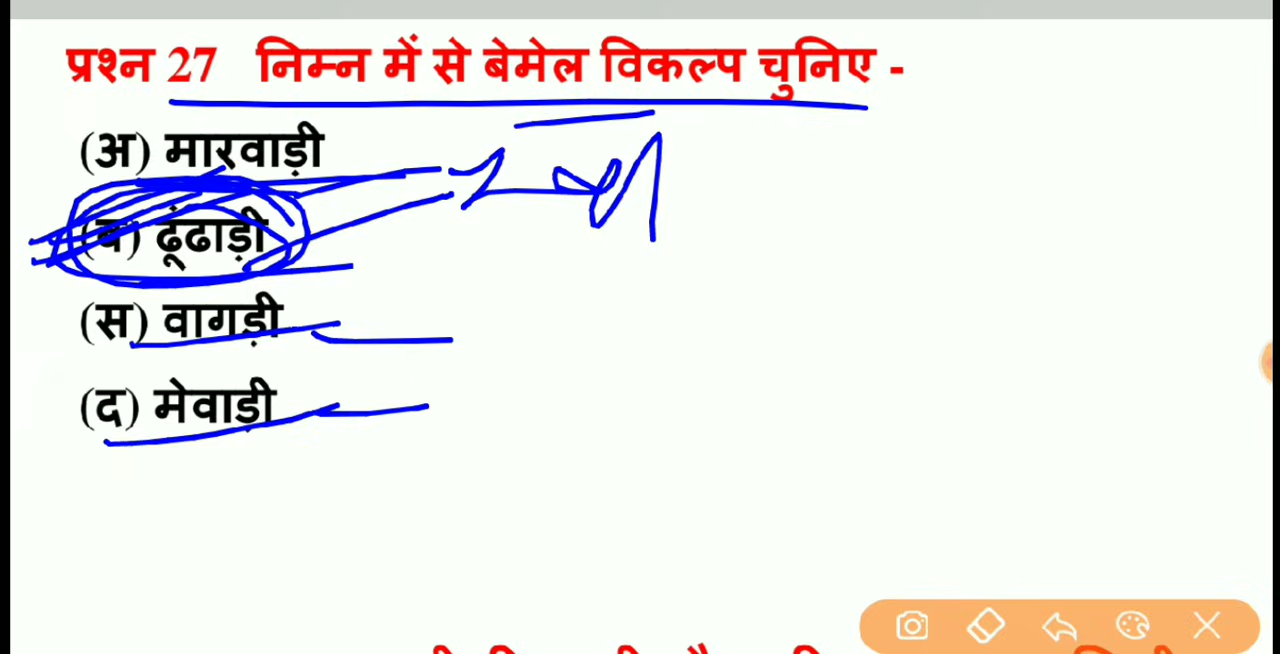 प्रश्न 27 निम्न में से बेमेल विकल्प चुनिए -
(अ) मारवाड़ी
(ब) ढूंढाड़ी
(स) वागड़ी
(द) मेवाड़ी